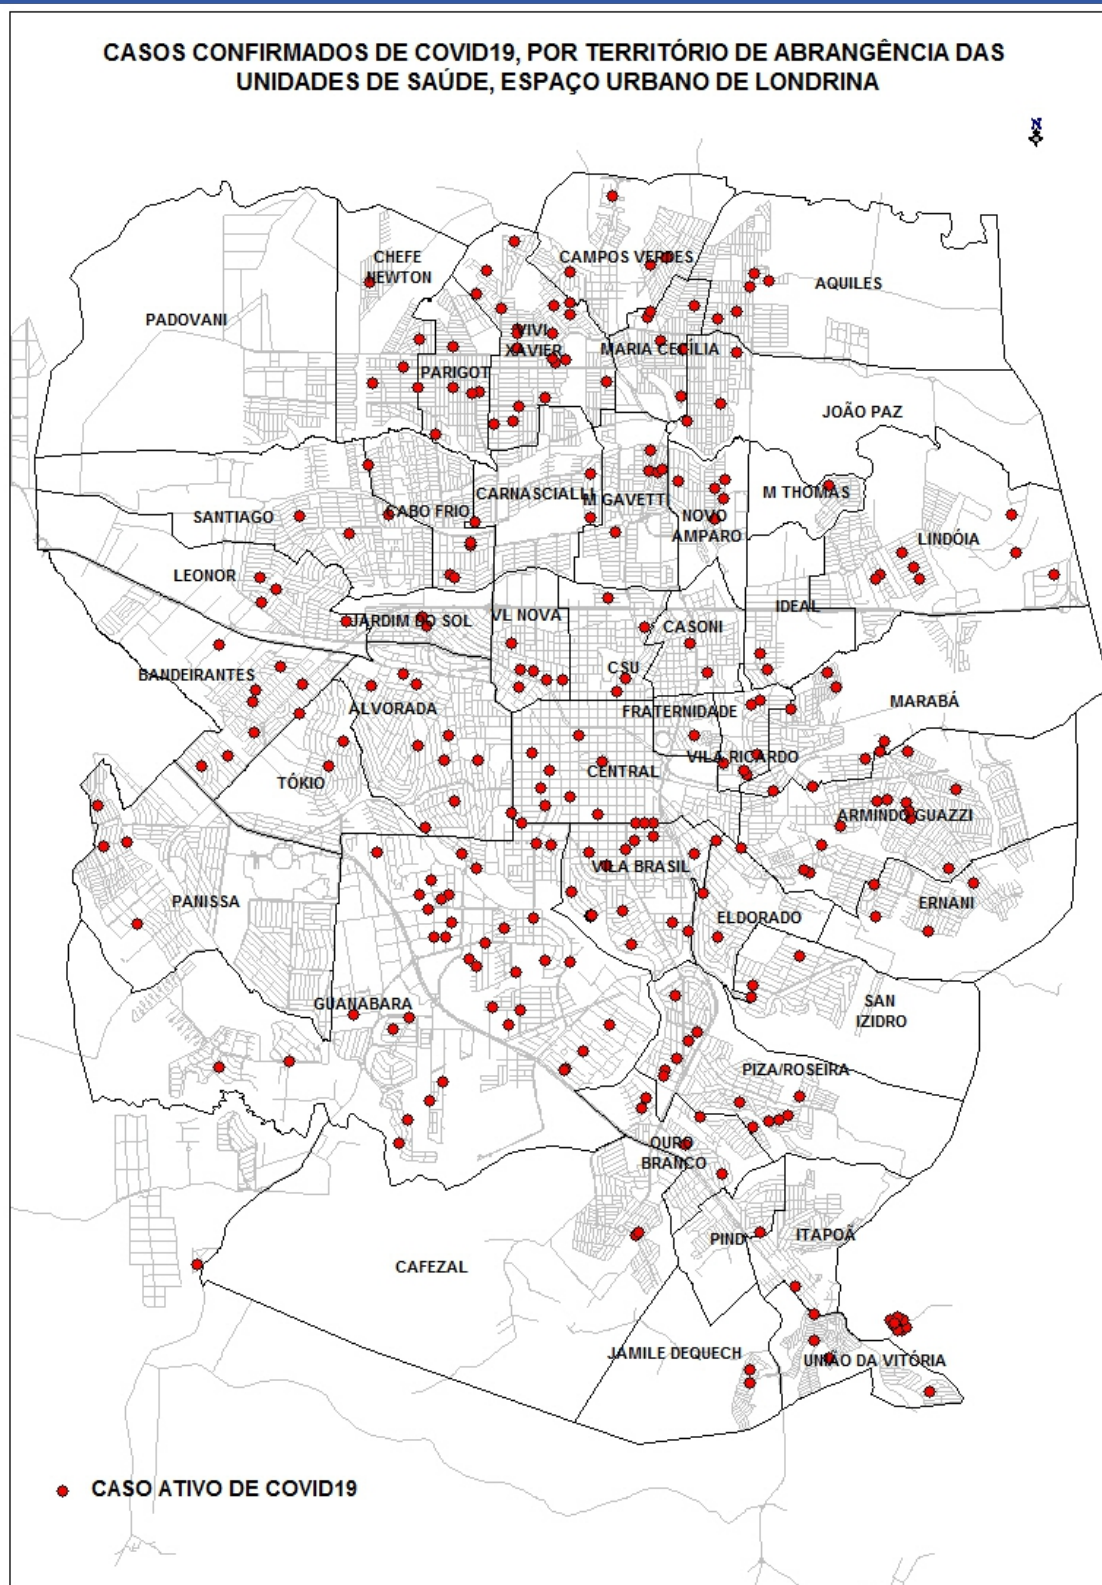 CASOS CONFIRMADOS DE COVID19, POR TERRITÓRIO DE ABRANGÊNCIA DAS
UNIDADES DE SAÚDE, ESPAÇO URBANO DE LONDRINA
N
CHEFE
NEWTON
CAMPOS VERDES
AQUILES
PADOVANI
VIVI
XAVIER
MARIA CECÍLIA
PARIGOT
JOÃO PAZ
CARNASCIALLI
M GAVETTI
M THOMAS
SANTIAGO
CABO FRIO
NOVO
AMPARO
LINDÓIA
LEONOR
IDEAL
JARDIM DO SOL
VL NOVA
CASONI
BANDEIRANTES
CSU
ALVORADA
FRATERNIDADE
MARABÁ
TÔKIO
CENTRAL
VILA RICARDO
ARMINDO GUAZZI
VILA BRASIL
PANISSA
ELDORADO
ERNANI
GUANABARA
SAN
IZIDRO
PIZA/ROSEIRA
OURO
BRANCO
PIND
ITAPOÃ
CAFEZAL
JAMILE DEQUECH
UNIÃO DA VITÓRIA
CASO ATIVO DE COVID19